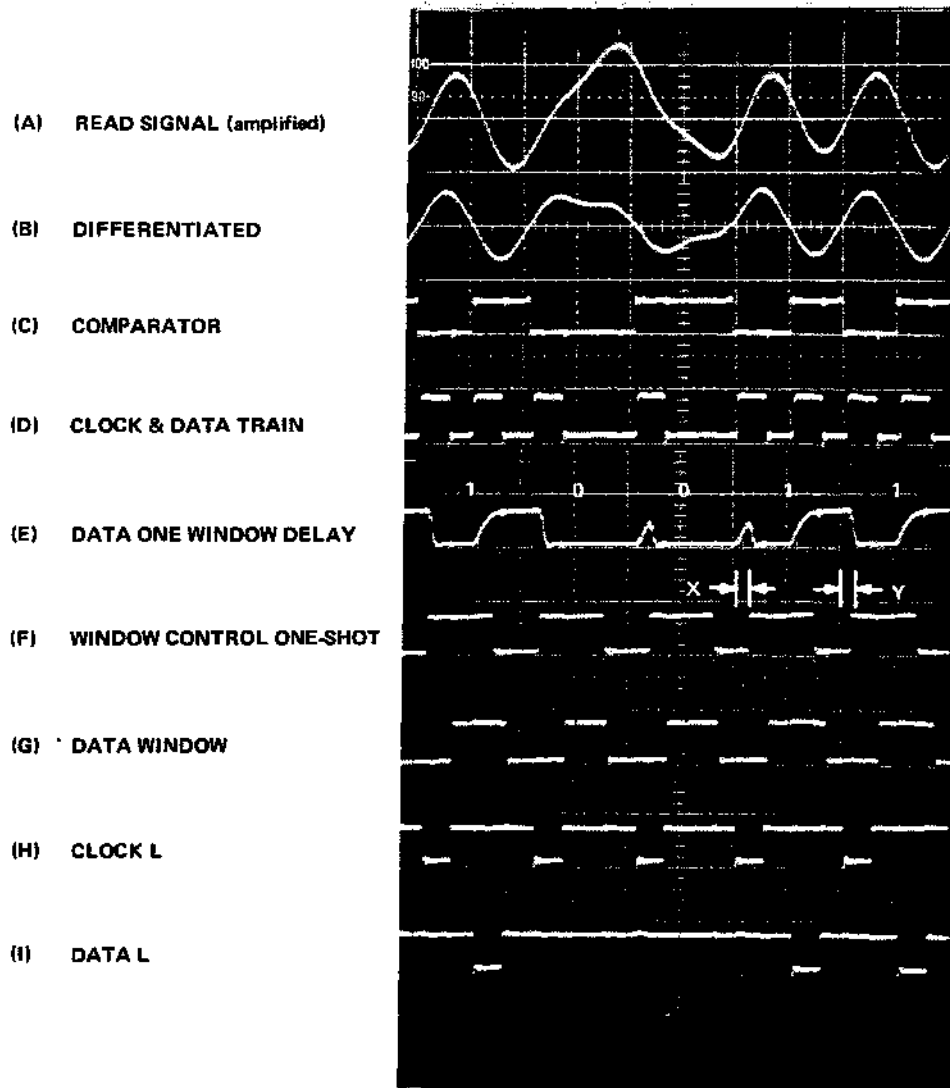 100
90
(A) READ SIGNAL (amplified)
(B) DIFFERENTIATED
(C) COMPARATOR
(D) CLOCK & DATA TRAIN
1 0 0 1 1
(E) DATA ONE WINDOW DELAY
X Y
(F) WINDOW CONTROL ONE-SHOT
(G) DATA WINDOW
(H) CLOCK L
(I) DATA L